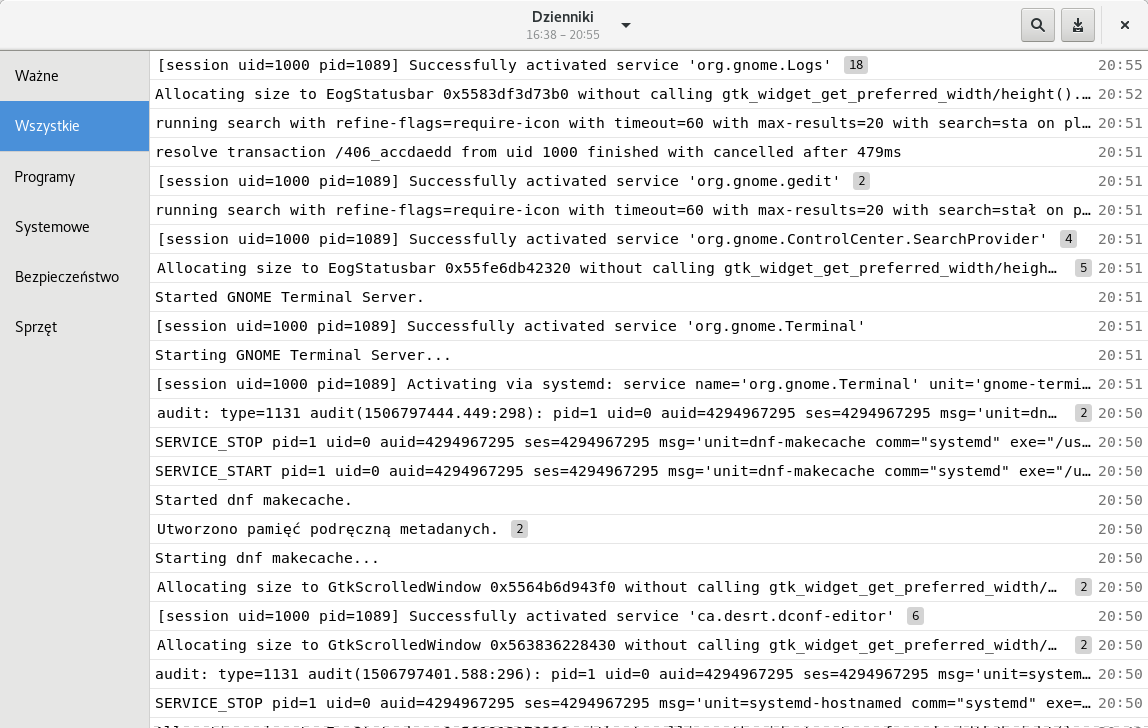 Dzienniki
16:38 – 20:55
Ważne
Wszystkie
Programy
Systemowe
Bezpieczeństwo
Sprzęt
[session uid=1000 pid=1089] Successfully activated service 'org.gnome.Logs' 18 20:55
Allocating size to EogStatusbar 0x5583df3d73b0 without calling gtk_widget_get_preferred_width/height().… 20:52
running search with refine-flags=require-icon with timeout=60 with max-results=20 with search=sta on pl… 20:51
resolve transaction /406_accdaedd from uid 1000 finished with cancelled after 479ms 20:51
[session uid=1000 pid=1089] Successfully activated service 'org.gnome.gedit' 2 20:51
running search with refine-flags=require-icon with timeout=60 with max-results=20 with search=stał on p… 20:51
[session uid=1000 pid=1089] Successfully activated service 'org.gnome.ControlCenter.SearchProvider' 4 20:51
Allocating size to EogStatusbar 0x55fe6db42320 without calling gtk_widget_get_preferred_width/heigh… 5 20:51
Started GNOME Terminal Server. 20:51
[session uid=1000 pid=1089] Successfully activated service 'org.gnome.Terminal' 20:51
Starting GNOME Terminal Server... 20:51
[session uid=1000 pid=1089] Activating via systemd: service name='org.gnome.Terminal' unit='gnome-termi… 20:51
audit: type=1131 audit(1506797444.449:298): pid=1 uid=0 auid=4294967295 ses=4294967295 msg='unit=dn… 2 20:50
SERVICE_STOP pid=1 uid=0 auid=4294967295 ses=4294967295 msg='unit=dnf-makecache comm="systemd" exe="/us… 20:50
SERVICE_START pid=1 uid=0 auid=4294967295 ses=4294967295 msg='unit=dnf-makecache comm="systemd" exe="/u… 20:50
Started dnf makecache. 20:50
Utworzono pamięć podręczną metadanych. 2 20:50
Starting dnf makecache... 20:50
Allocating size to GtkScrolledWindow 0x5564b6d943f0 without calling gtk_widget_get_preferred_width/… 2 20:50
[session uid=1000 pid=1089] Successfully activated service 'ca.desrt.dconf-editor' 6 20:50
Allocating size to GtkScrolledWindow 0x563836228430 without calling gtk_widget_get_preferred_width/… 2 20:50
audit: type=1131 audit(1506797401.588:296): pid=1 uid=0 auid=4294967295 ses=4294967295 msg='unit=system… 20:50
SERVICE_STOP pid=1 uid=0 auid=4294967295 ses=4294967295 msg='unit=systemd-hostnamed comm="systemd" exe=… 20:50